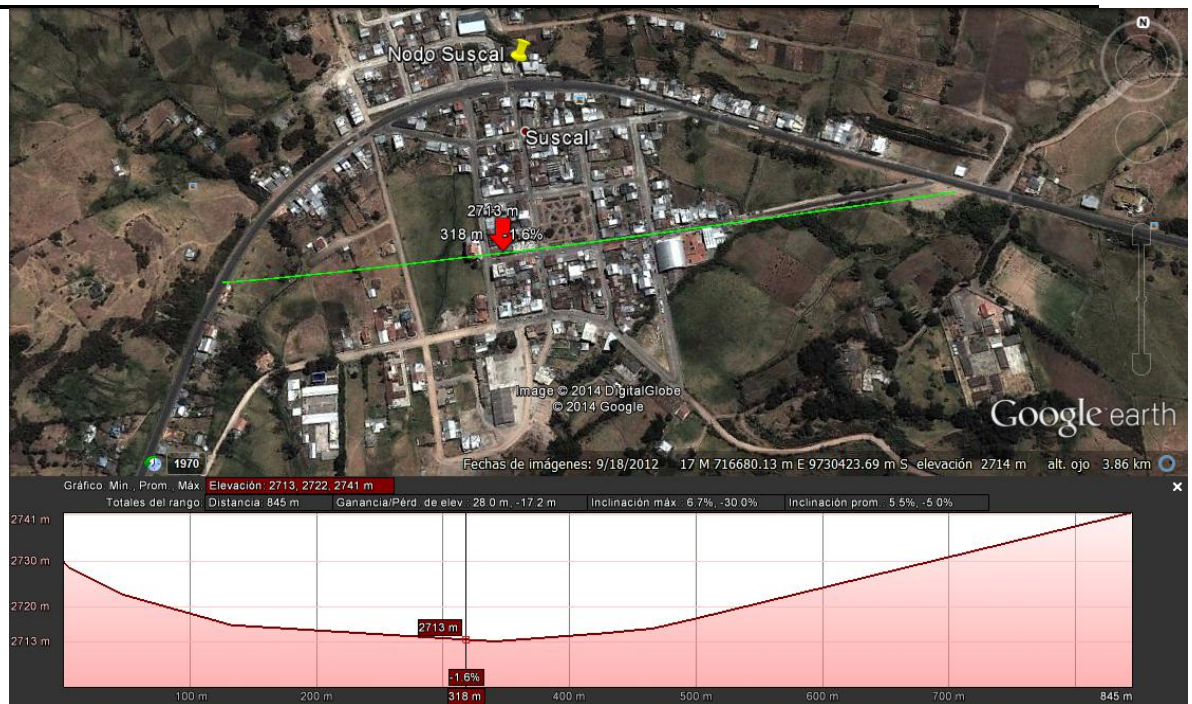 N
Nodo Suscal
Suscal
2713 m
318 m -1.6%
Image © 2014 DigitalGlobe
© 2014 Google
Google earth
1970
Fechas de imágenes: 9/18/2012 17 M 716680.13 m E 9730423.69 m S elevación 2714 m alt. ojo 3.86 km
Gráfico: Min., Prom., Máx. Elevación: 2713, 2722, 2741 m
Totales del rango: Distancia: 845 m Ganancia/Pérd. de elev.: 28.0 m, -17.2 m Inclinación máx.: 6.7%, -30.0% Inclinación prom.: 5.5%, -5.0%
2741 m
2730 m
2720 m
2713 m
2713 m
-1.6%
100 m 200 m 318 m 400 m 500 m 600 m 700 m 845 m